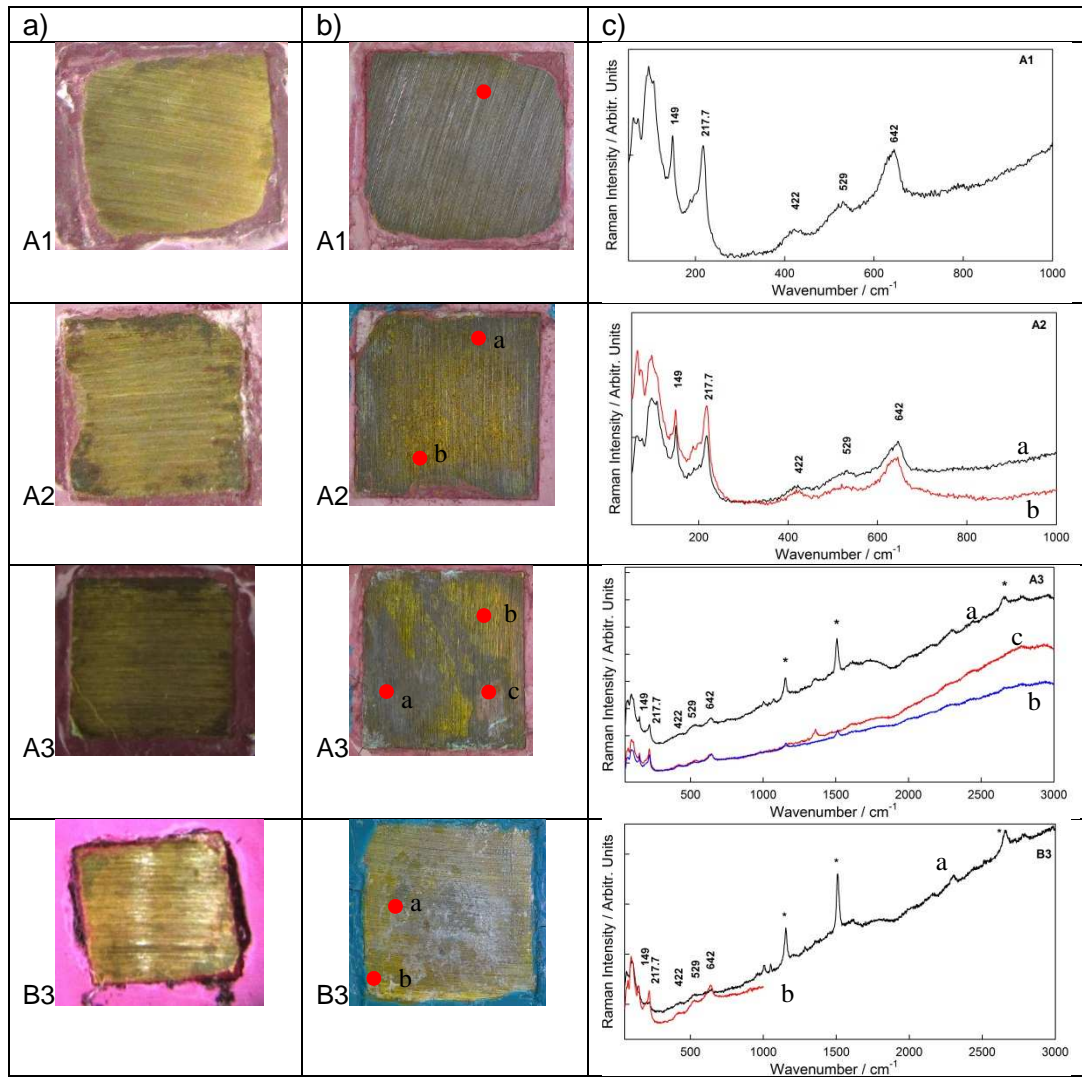 a)
b)
c)
A1
A1
A1
Raman Intensity / Arbitr. Units
149
217.7
422
529
642
200
400
600
800
1000
Wavenumber / cm-1
A2
A2
a
b
A2
Raman Intensity / Arbitr. Units
149
217.7
422
529
642
a
b
200
400
600
800
1000
Wavenumber / cm-1
A3
A3
b
a
c
A3
Raman Intensity / Arbitr. Units
149
217.7
422
529
642
*
*
*
a
c
b
500
1000
1500
2000
2500
3000
Wavenumber / cm-1
B3
B3
a
b
B3
Raman Intensity / Arbitr. Units
149
217.7
422
529
642
*
*
*
a
b
500
1000
1500
2000
2500
3000
Wavenumber / cm-1